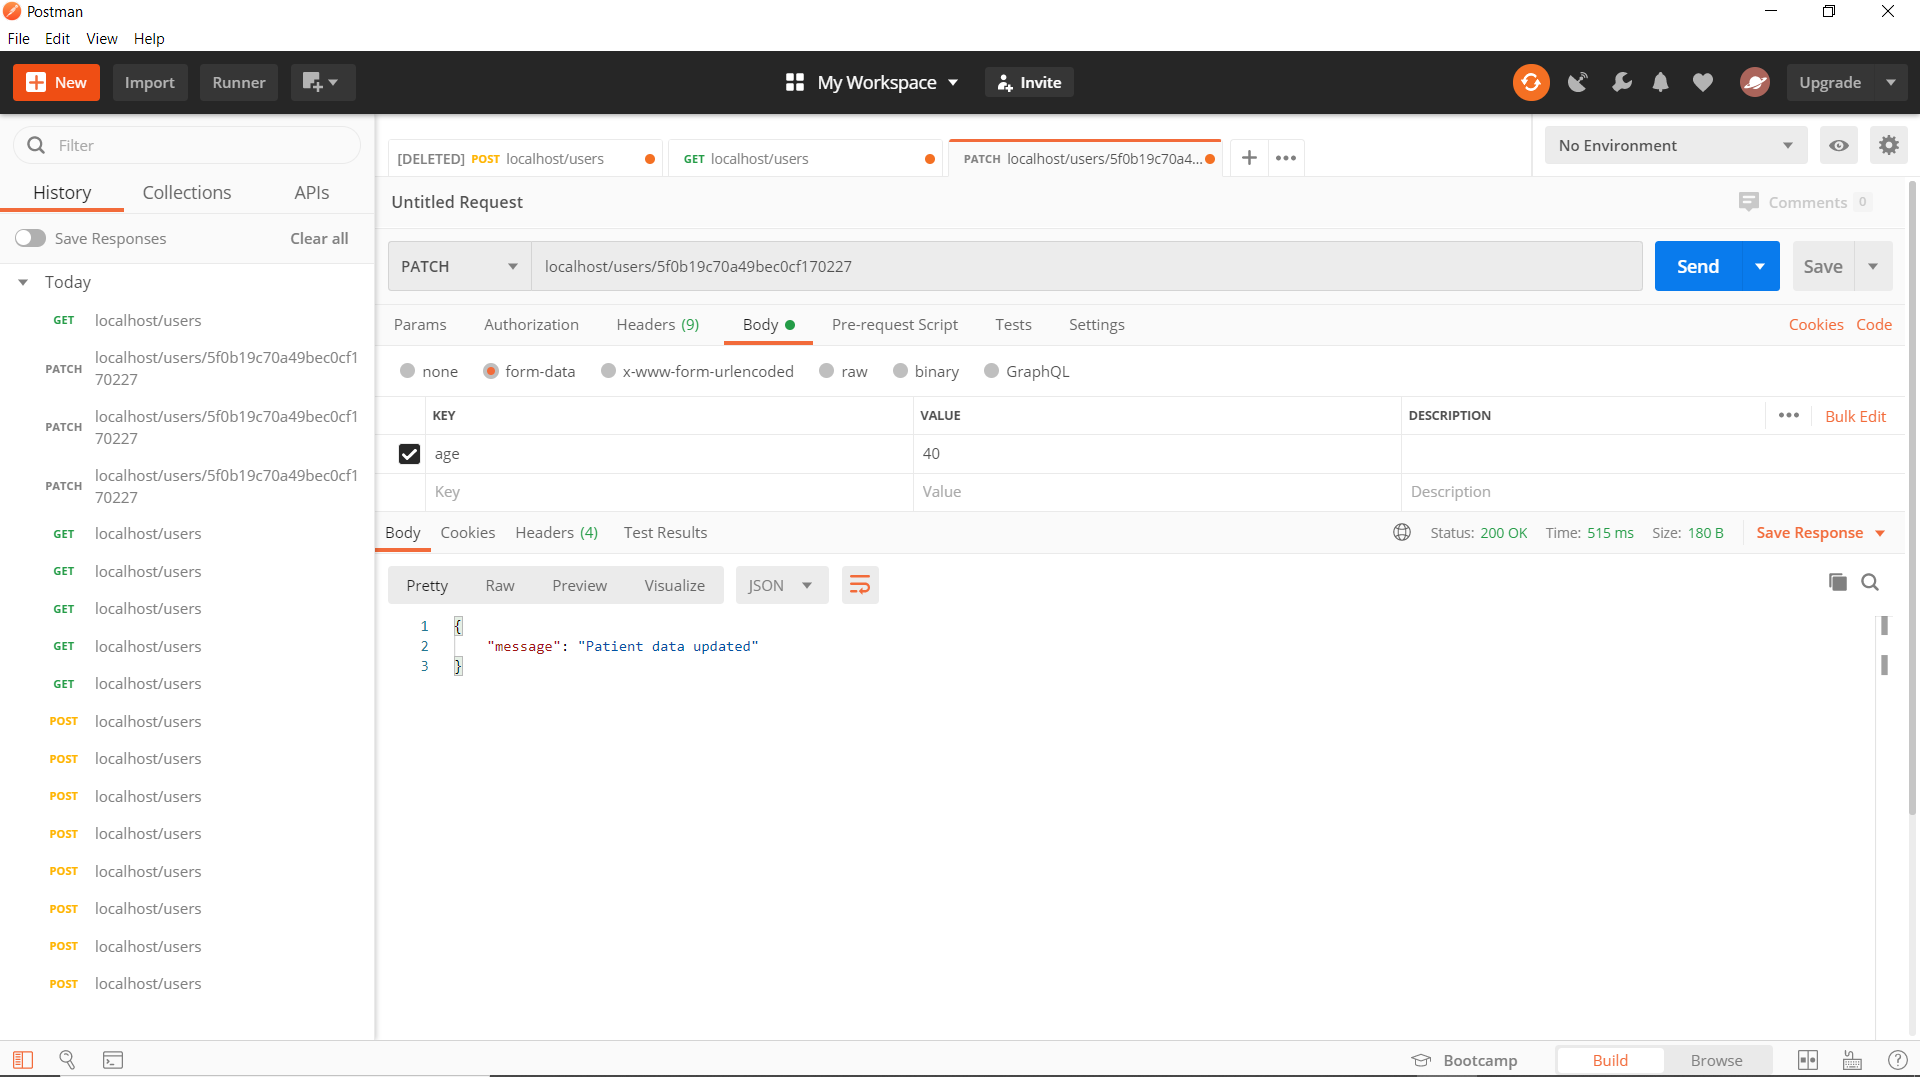 Postman
File Edit View Help
New Import Runner My Workspace Invite Upgrade
Filter
History Collections APIs
Save Responses Clear all
Today
GET localhost/users
PATCH localhost/users/5f0b19c70a49bec0cf1
70227
PATCH localhost/users/5f0b19c70a49bec0cf1
70227
PATCH localhost/users/5f0b19c70a49bec0cf1
70227
GET localhost/users
GET localhost/users
GET localhost/users
GET localhost/users
GET localhost/users
POST localhost/users
POST localhost/users
POST localhost/users
POST localhost/users
POST localhost/users
POST localhost/users
POST localhost/users
POST localhost/users
[DELETED] POST localhost/users GET localhost/users PATCH localhost/users/5f0b19c70a4... No Environment
Untitled Request Comments 0
PATCH localhost/users/5f0b19c70a49bec0cf170227 Send Save
Params Authorization Headers (9) Body Pre-request Script Tests Settings Cookies Code
none form-data x-www-form-urlencoded raw binary GraphQL
KEY VALUE DESCRIPTION Bulk Edit
age 40
Key Value Description
Body Cookies Headers (4) Test Results Status: 200 OK Time: 515 ms Size: 180 B Save Response
Pretty Raw Preview Visualize JSON
1 {
2 "message": "Patient data updated"
3 }
Bootcamp Build Browse